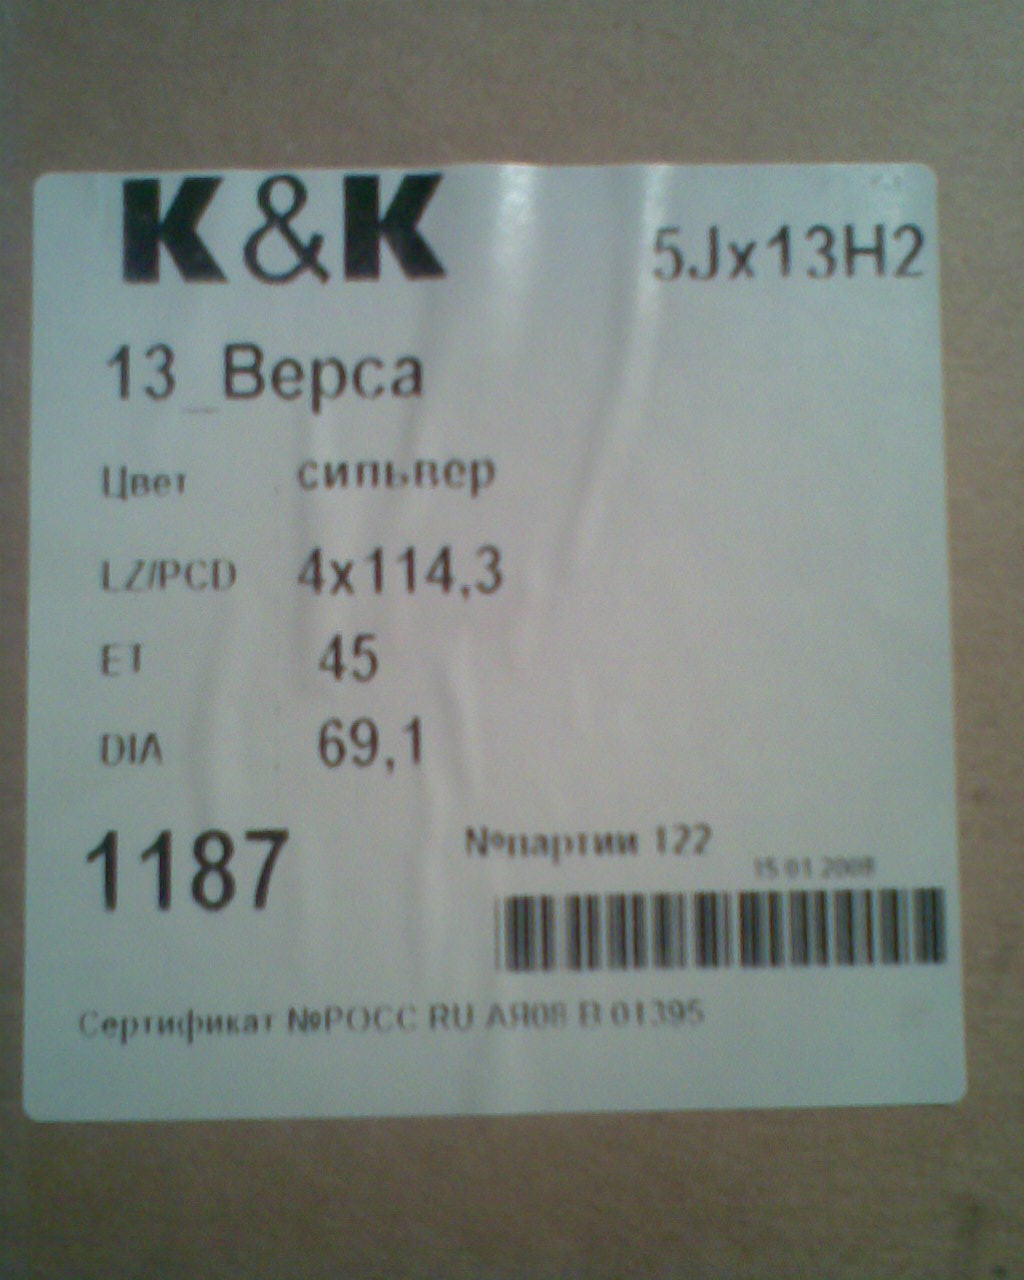 K&K
5Jx13H2
13_Верса
Цвет сильвер
LZ/PCD 4x114,3
ET 45
DIA 69,1
1187
№партии 122
15 01 2008
Сертификат №РОСС RU АЯ08 В 01395